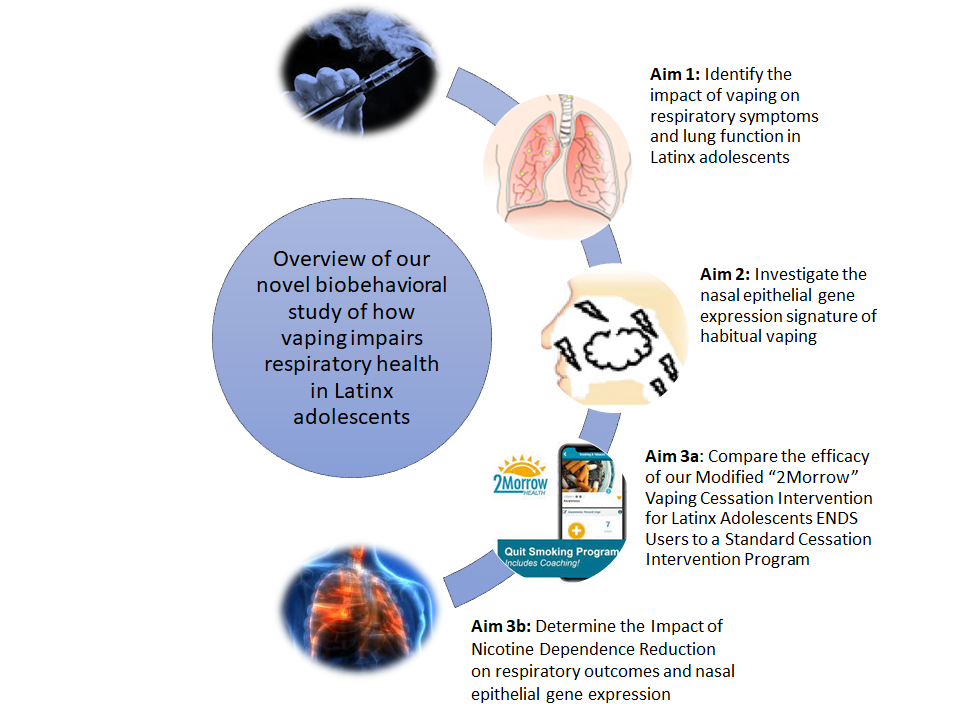 Aim 1: Identify the
impact of vaping on
respiratory symptoms
and lung function in
Latinx adolescents
Overview of our
novel biobehavioral
study of how
vaping impairs
respiratory health
in Latinx
adolescents
Aim 2: Investigate the
nasal epithelial gene
expression signature of
habitual vaping
2Morrow
HEALTH
7
Quit Smoking Program
Includes Coaching!
Aim 3a: Compare the efficacy
of our Modified “2Morrow”
Vaping Cessation Intervention
for Latinx Adolescents ENDS
Users to a Standard Cessation
Intervention Program
Aim 3b: Determine the Impact of
Nicotine Dependence Reduction
on respiratory outcomes and nasal
epithelial gene expression